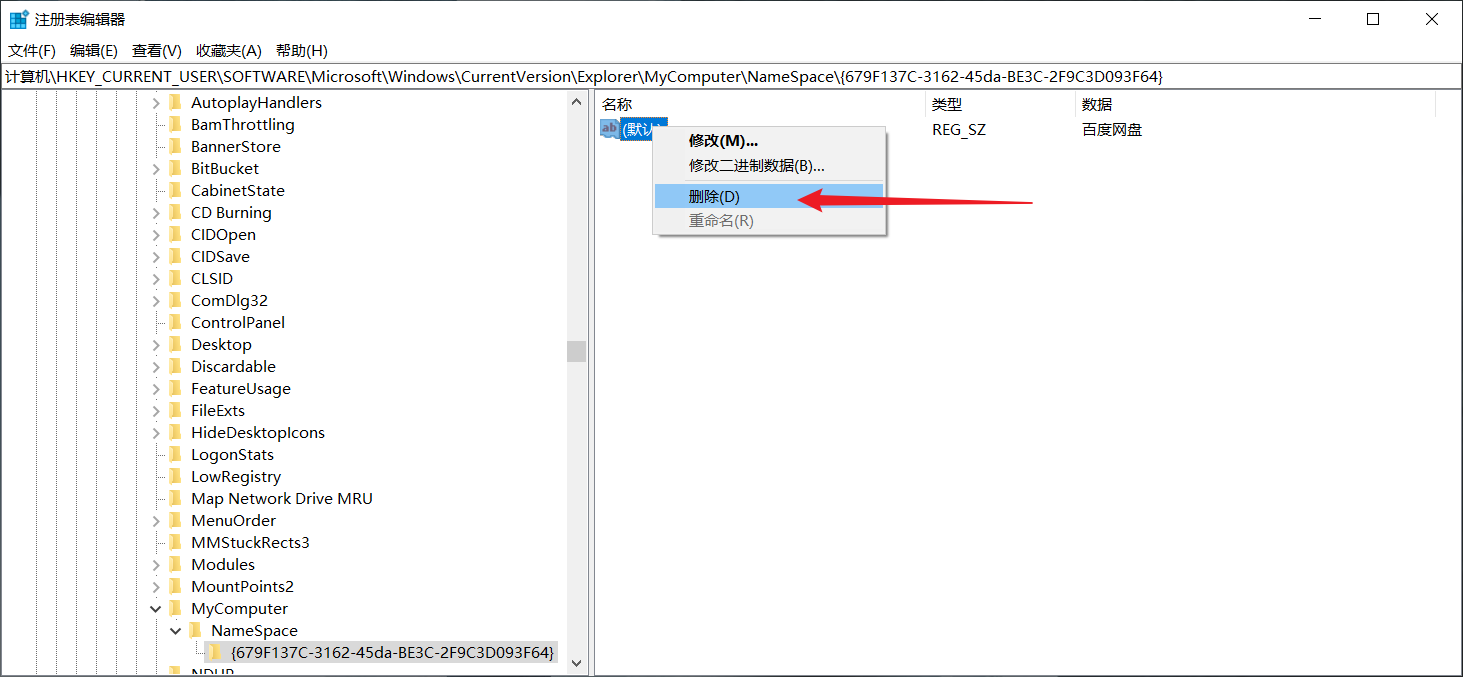 注册表编辑器
文件(F) 编辑(E) 查看(V) 收藏夹(A) 帮助(H)
计算机\HKEY_CURRENT_USER\SOFTWARE\Microsoft\Windows\CurrentVersion\Explorer\MyComputer\NameSpace\{679F137C-3162-45da-BE3C-2F9C3D093F64}
AutoplayHandlers
BamThrottling
BannerStore
BitBucket
CabinetState
CD Burning
CIDOpen
CIDSave
CLSID
ComDlg32
ControlPanel
Desktop
Discardable
FeatureUsage
FileExts
HideDesktopIcons
LogonStats
LowRegistry
Map Network Drive MRU
MenuOrder
MMStuckRects3
Modules
MountPoints2
MyComputer
NameSpace
{679F137C-3162-45da-BE3C-2F9C3D093F64}
名称 类型 数据
ab (默认) REG_SZ 百度网盘
修改(M)...
修改二进制数据(B)...
删除(D)
重命名(R)